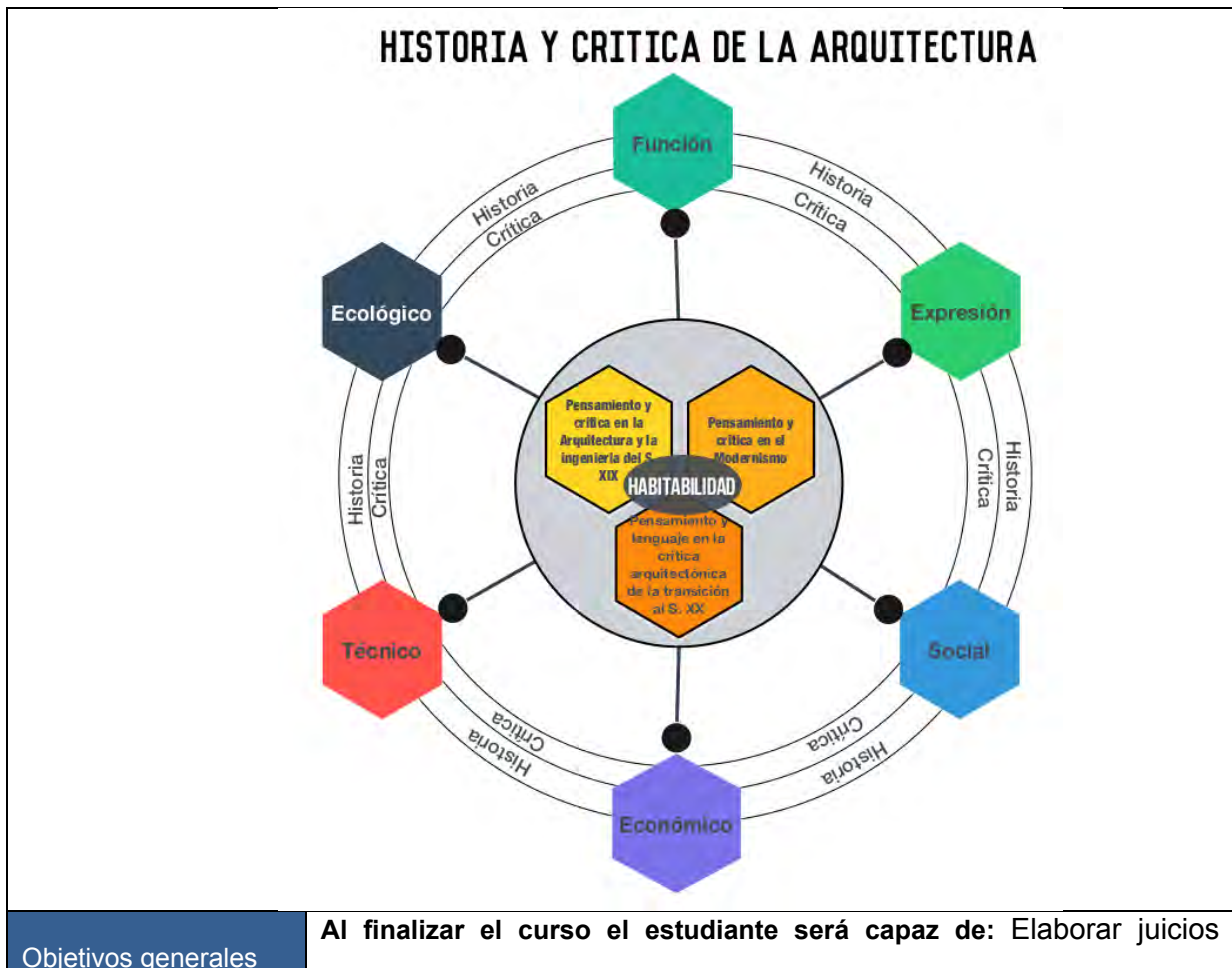 HISTORIA Y CRITICA DE LA ARQUITECTURA
Función
Historia
Crítica
Historia
Crítica
Ecológico
Expresión
Pensamiento y
crítica en la
Arquitectura y la
ingeniería del S.
XIX
Pensamiento y
crítica en el
Modernismo
HABITABILIDAD
Pensamiento y
lenguaje en la
crítica
arquitectónica
de la transición
al S. XX
Historia
Crítica
Historia
Crítica
Técnico
Social
Crítica
Historia
Crítica
Historia
Económico
Objetivos generales
Al finalizar el curso el estudiante será capaz de: Elaborar juicios